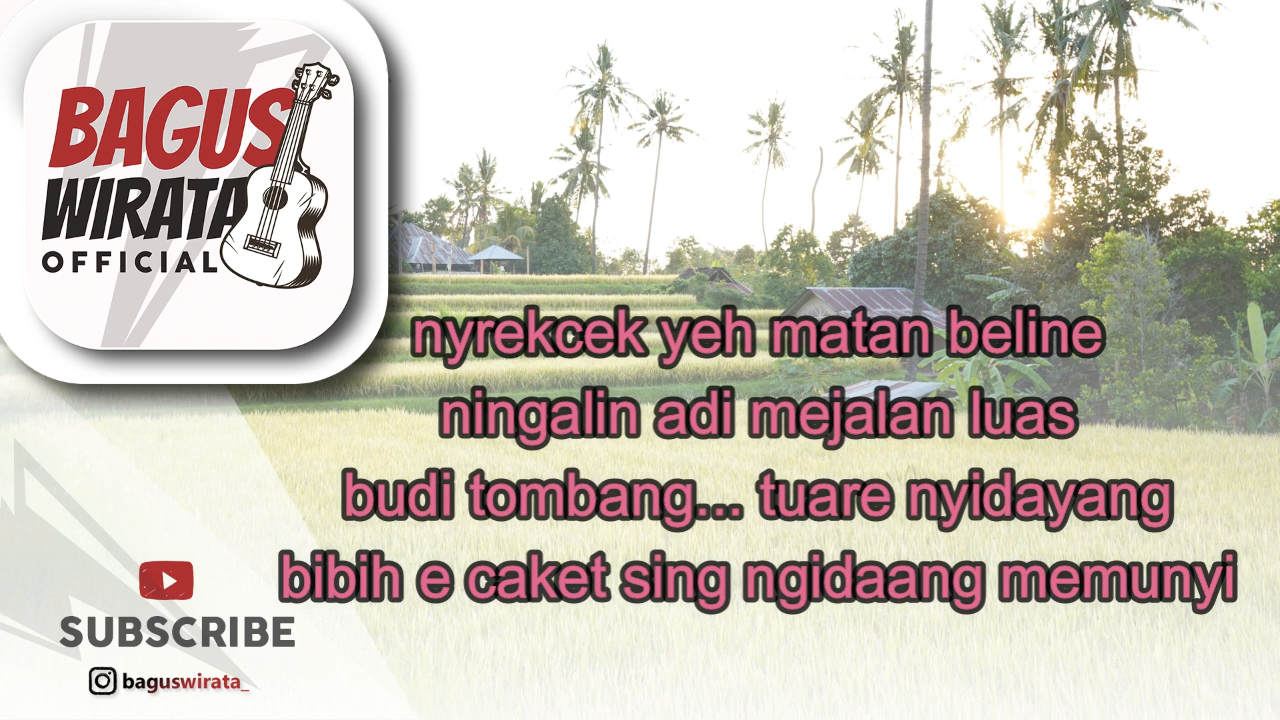 BAGUS
WIRATA
OFFICIAL
nyrekcek yeh matan beline
ningalin adi mejalan luas
budi tombang... tuare nyidayang
bibih e caket sing ngidaang memunyi
SUBSCRIBE
baguswirata_